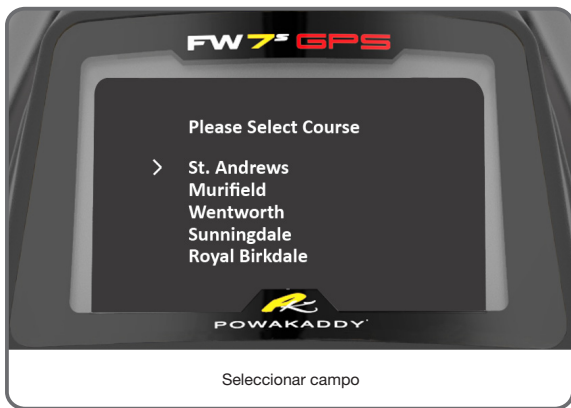 FW7s GPS
Please Select Course
> St. Andrews
Murifield
Wentworth
Sunningdale
Royal Birkdale
POWAKADDY
Seleccionar campo